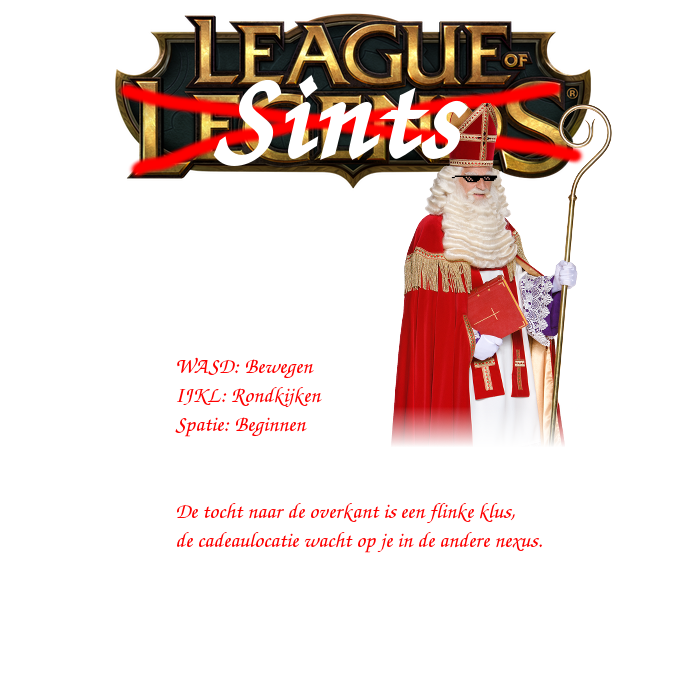 LEAGUE OF
LEGENDS®
Sints
WASD: Bewegen
IJKL: Rondkijken
Spatie: Beginnen
De tocht naar de overkant is een flinke klus,
de cadeaulocatie wacht op je in de andere nexus.